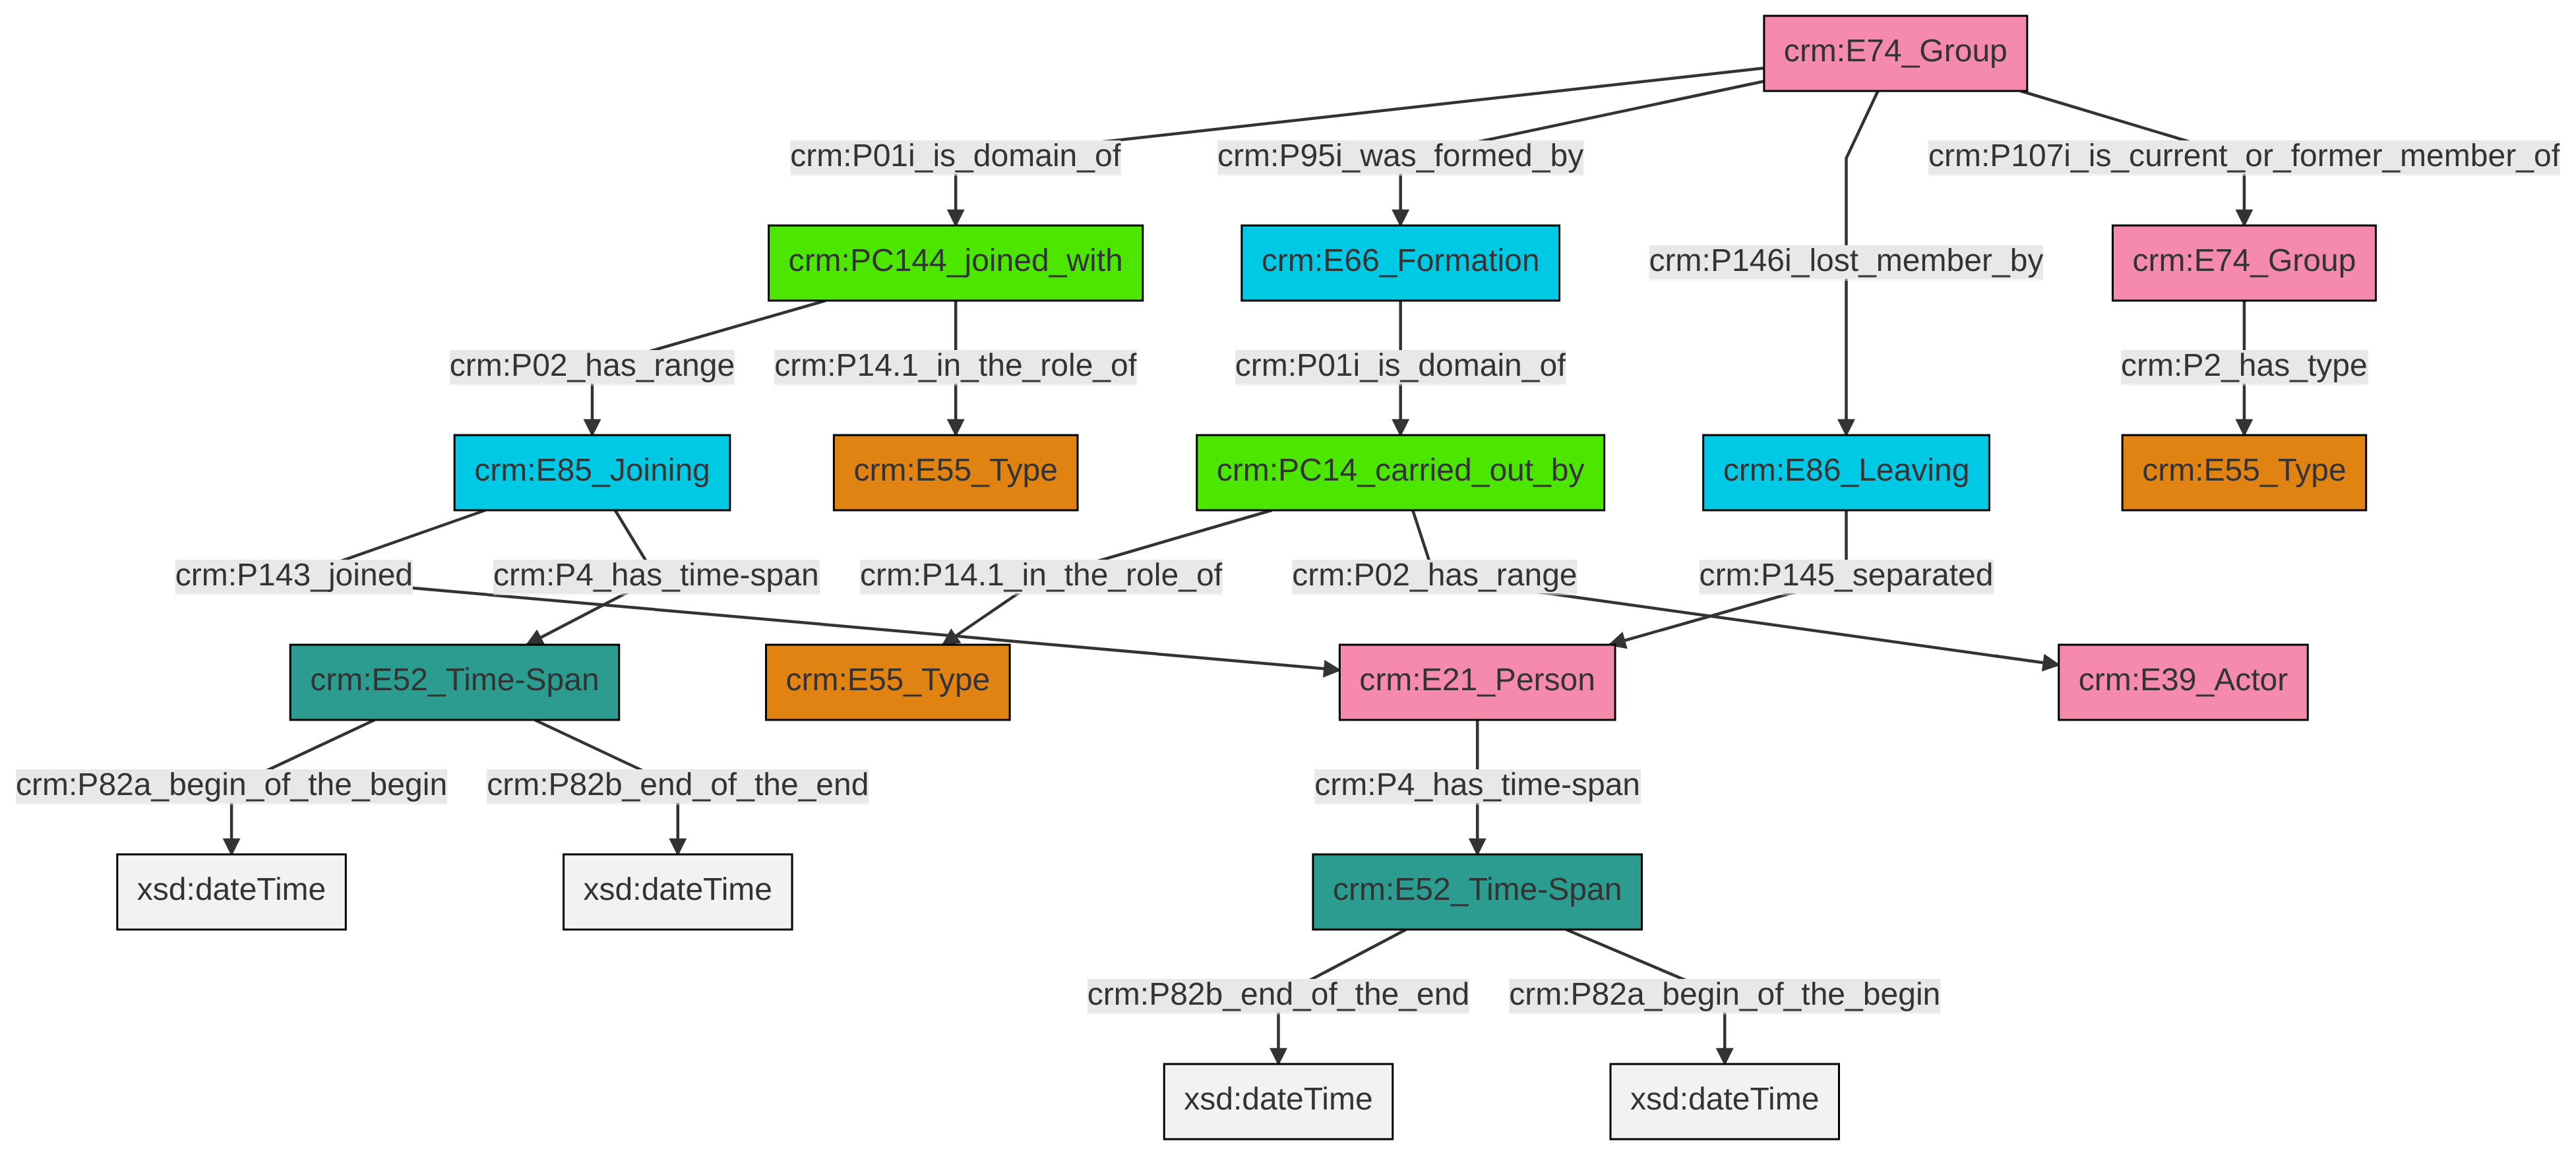 crm:E74_Group
crm:P01i_is_domain_of
crm:P95i_was_formed_by
crm:P107i_is_current_or_former_member_of
crm:PC144_joined_with
crm:E66_Formation
crm:P146i_lost_member_by
crm:E74_Group
crm:P02_has_range
crm:P14.1_in_the_role_of
crm:P01i_is_domain_of
crm:P2_has_type
crm:E85_Joining
crm:E55_Type
crm:PC14_carried_out_by
crm:E86_Leaving
crm:E55_Type
crm:P143_joined
crm:P4_has_time-span
crm:P14.1_in_the_role_of
crm:P02_has_range
crm:P145_separated
crm:E52_Time-Span
crm:E55_Type
crm:E21_Person
crm:E39_Actor
crm:P82a_begin_of_the_begin
crm:P82b_end_of_the_end
crm:P4_has_time-span
xsd:dateTime
xsd:dateTime
crm:E52_Time-Span
crm:P82b_end_of_the_end
crm:P82a_begin_of_the_begin
xsd:dateTime
xsd:dateTime